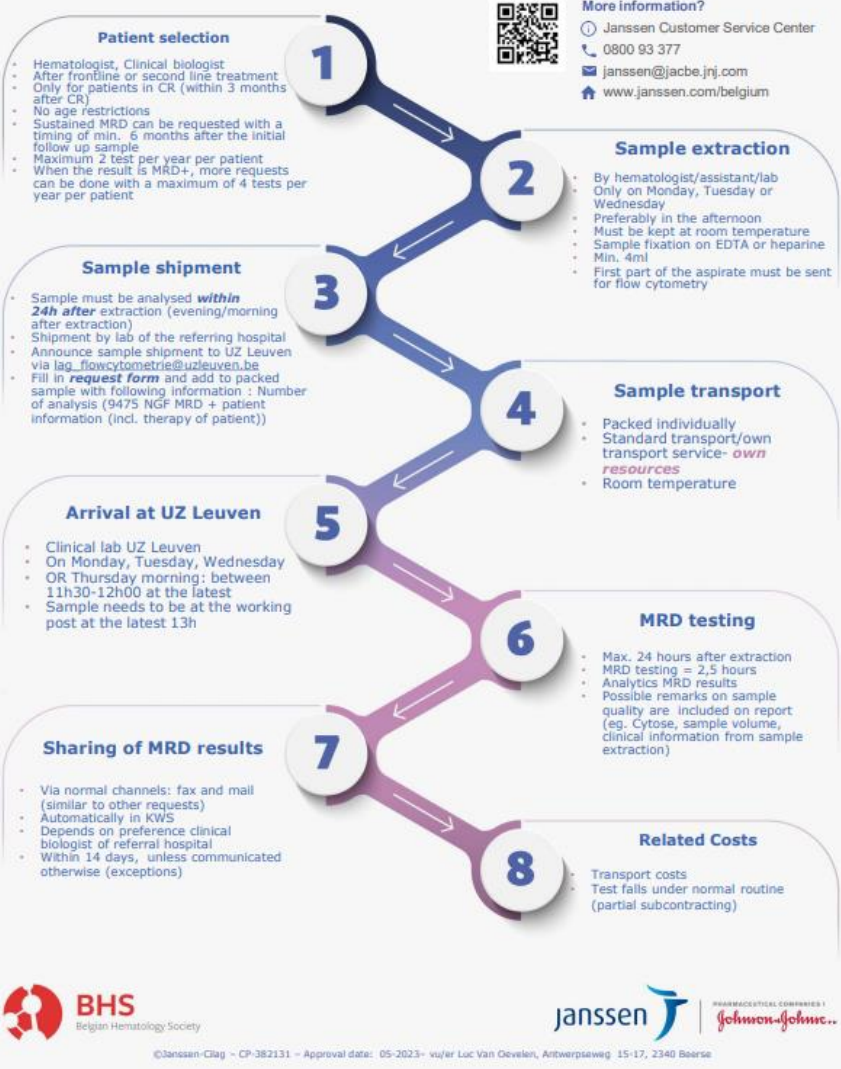 More information?
Janssen Customer Service Center
0800 93 377
janssen@jacbe.jnj.com
www.janssen.com/belgium
1
Patient selection
Hematologist, Clinical biologist
After frontline or second line treatment
Only for patients in CR (within 3 months
after CR)
No age restrictions
Sustained MRD can be requested with a
timing of min. 6 months after the initial
follow up sample
Maximum 2 test per year per patient
When the result is MRD+, more requests
can be done with a maximum of 4 tests per
year per patient
2
Sample extraction
By hematologist/assistant/lab
Only on Monday, Tuesday or
Wednesday
Preferably in the afternoon
Must be kept at room temperature
Sample fixation on EDTA or heparine
Min. 4ml
First part of the aspirate must be sent
for flow cytometry
3
Sample shipment
Sample must be analysed within
24h after extraction (evening/morning
after extraction)
Shipment by lab of the referring hospital
Announce sample shipment to UZ Leuven
via lag_flowcytometrie@uzleuven.be
Fill in request form and add to packed
sample with following information : Number
of analysis (9475 NGF MRD + patient
information (incl. therapy of patient))
4
Sample transport
Packed individually
Standard transport/own
transport service- own
resources
Room temperature
5
Arrival at UZ Leuven
Clinical lab UZ Leuven
On Monday, Tuesday, Wednesday
OR Thursday morning: between
11h30-12h00 at the latest
Sample needs to be at the working
post at the latest 13h
6
MRD testing
Max. 24 hours after extraction
MRD testing = 2,5 hours
Analytics MRD results
Possible remarks on sample
quality are included on report
(eg. Cytose, sample volume,
clinical information from sample
extraction)
7
Sharing of MRD results
Via normal channels: fax and mail
(similar to other requests)
Automatically in KWS
Depends on preference clinical
biologist of referral hospital
Within 14 days, unless communicated
otherwise (exceptions)
8
Related Costs
Transport costs
Test falls under normal routine
(partial subcontracting)
BHS
Belgian Hematology Society
janssen
PHARMACEUTICAL COMPANIES
Johnson & Johnson
©Janssen-Cilag – CP-382131 – Approval date: 05-2023– vu/er Luc Van Oevelen, Antwerpseweg 15-17, 2340 Beerse